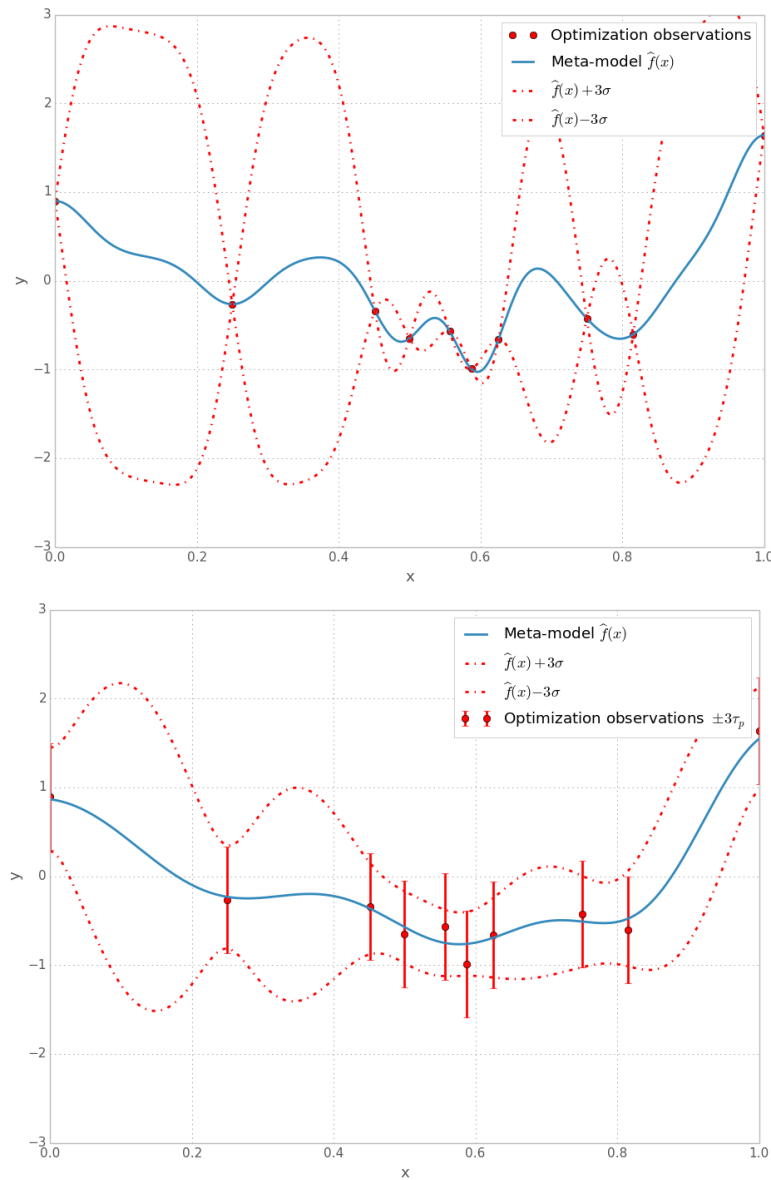 3
2
1
0
−1
−2
−3
y
0.0
0.2
0.4
0.6
0.8
1.0
x
Optimization observations
Meta-model f̂(x)
f̂(x)+3σ
f̂(x)−3σ
3
2
1
0
−1
−2
−3
y
0.0
0.2
0.4
0.6
0.8
1.0
x
Meta-model f̂(x)
f̂(x)+3σ
f̂(x)−3σ
Optimization observations ±3τₚ